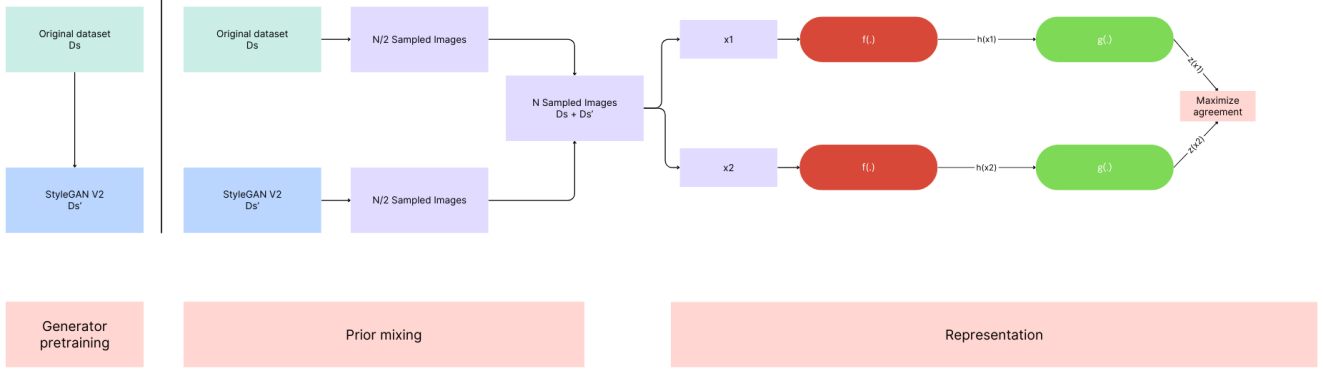 Original dataset
Ds
StyleGAN V2
Ds'
Original dataset
Ds
N/2 Sampled Images
StyleGAN V2
Ds'
N/2 Sampled Images
N Sampled Images
Ds + Ds'
x1
f(.)
h(x1)
g(.)
z(x1)
x2
f(.)
h(x2)
g(.)
z(x2)
Maximize
agreement
Generator
pretraining
Prior mixing
Representation